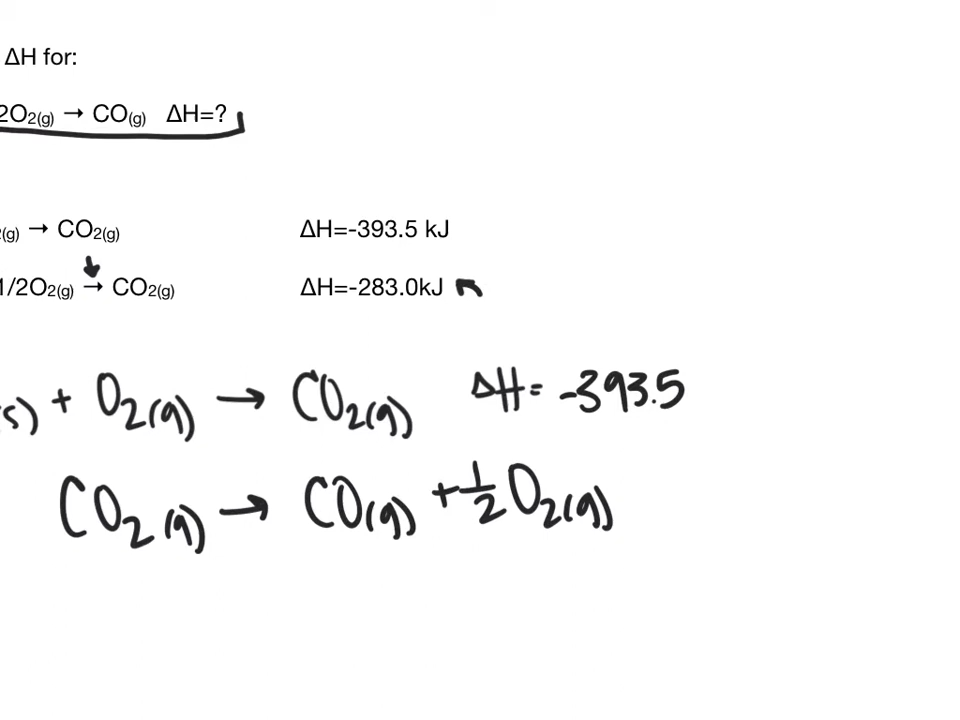 ΔH for:
2O2(g) → CO(g) ΔH=?
(g) → CO2(g) ΔH=-393.5 kJ
1/2O2(g) → CO2(g) ΔH=-283.0kJ
(s) + O2(g) → CO2(g) ΔH= -393.5
CO2(g) → CO(g) + 1/2 O2(g)